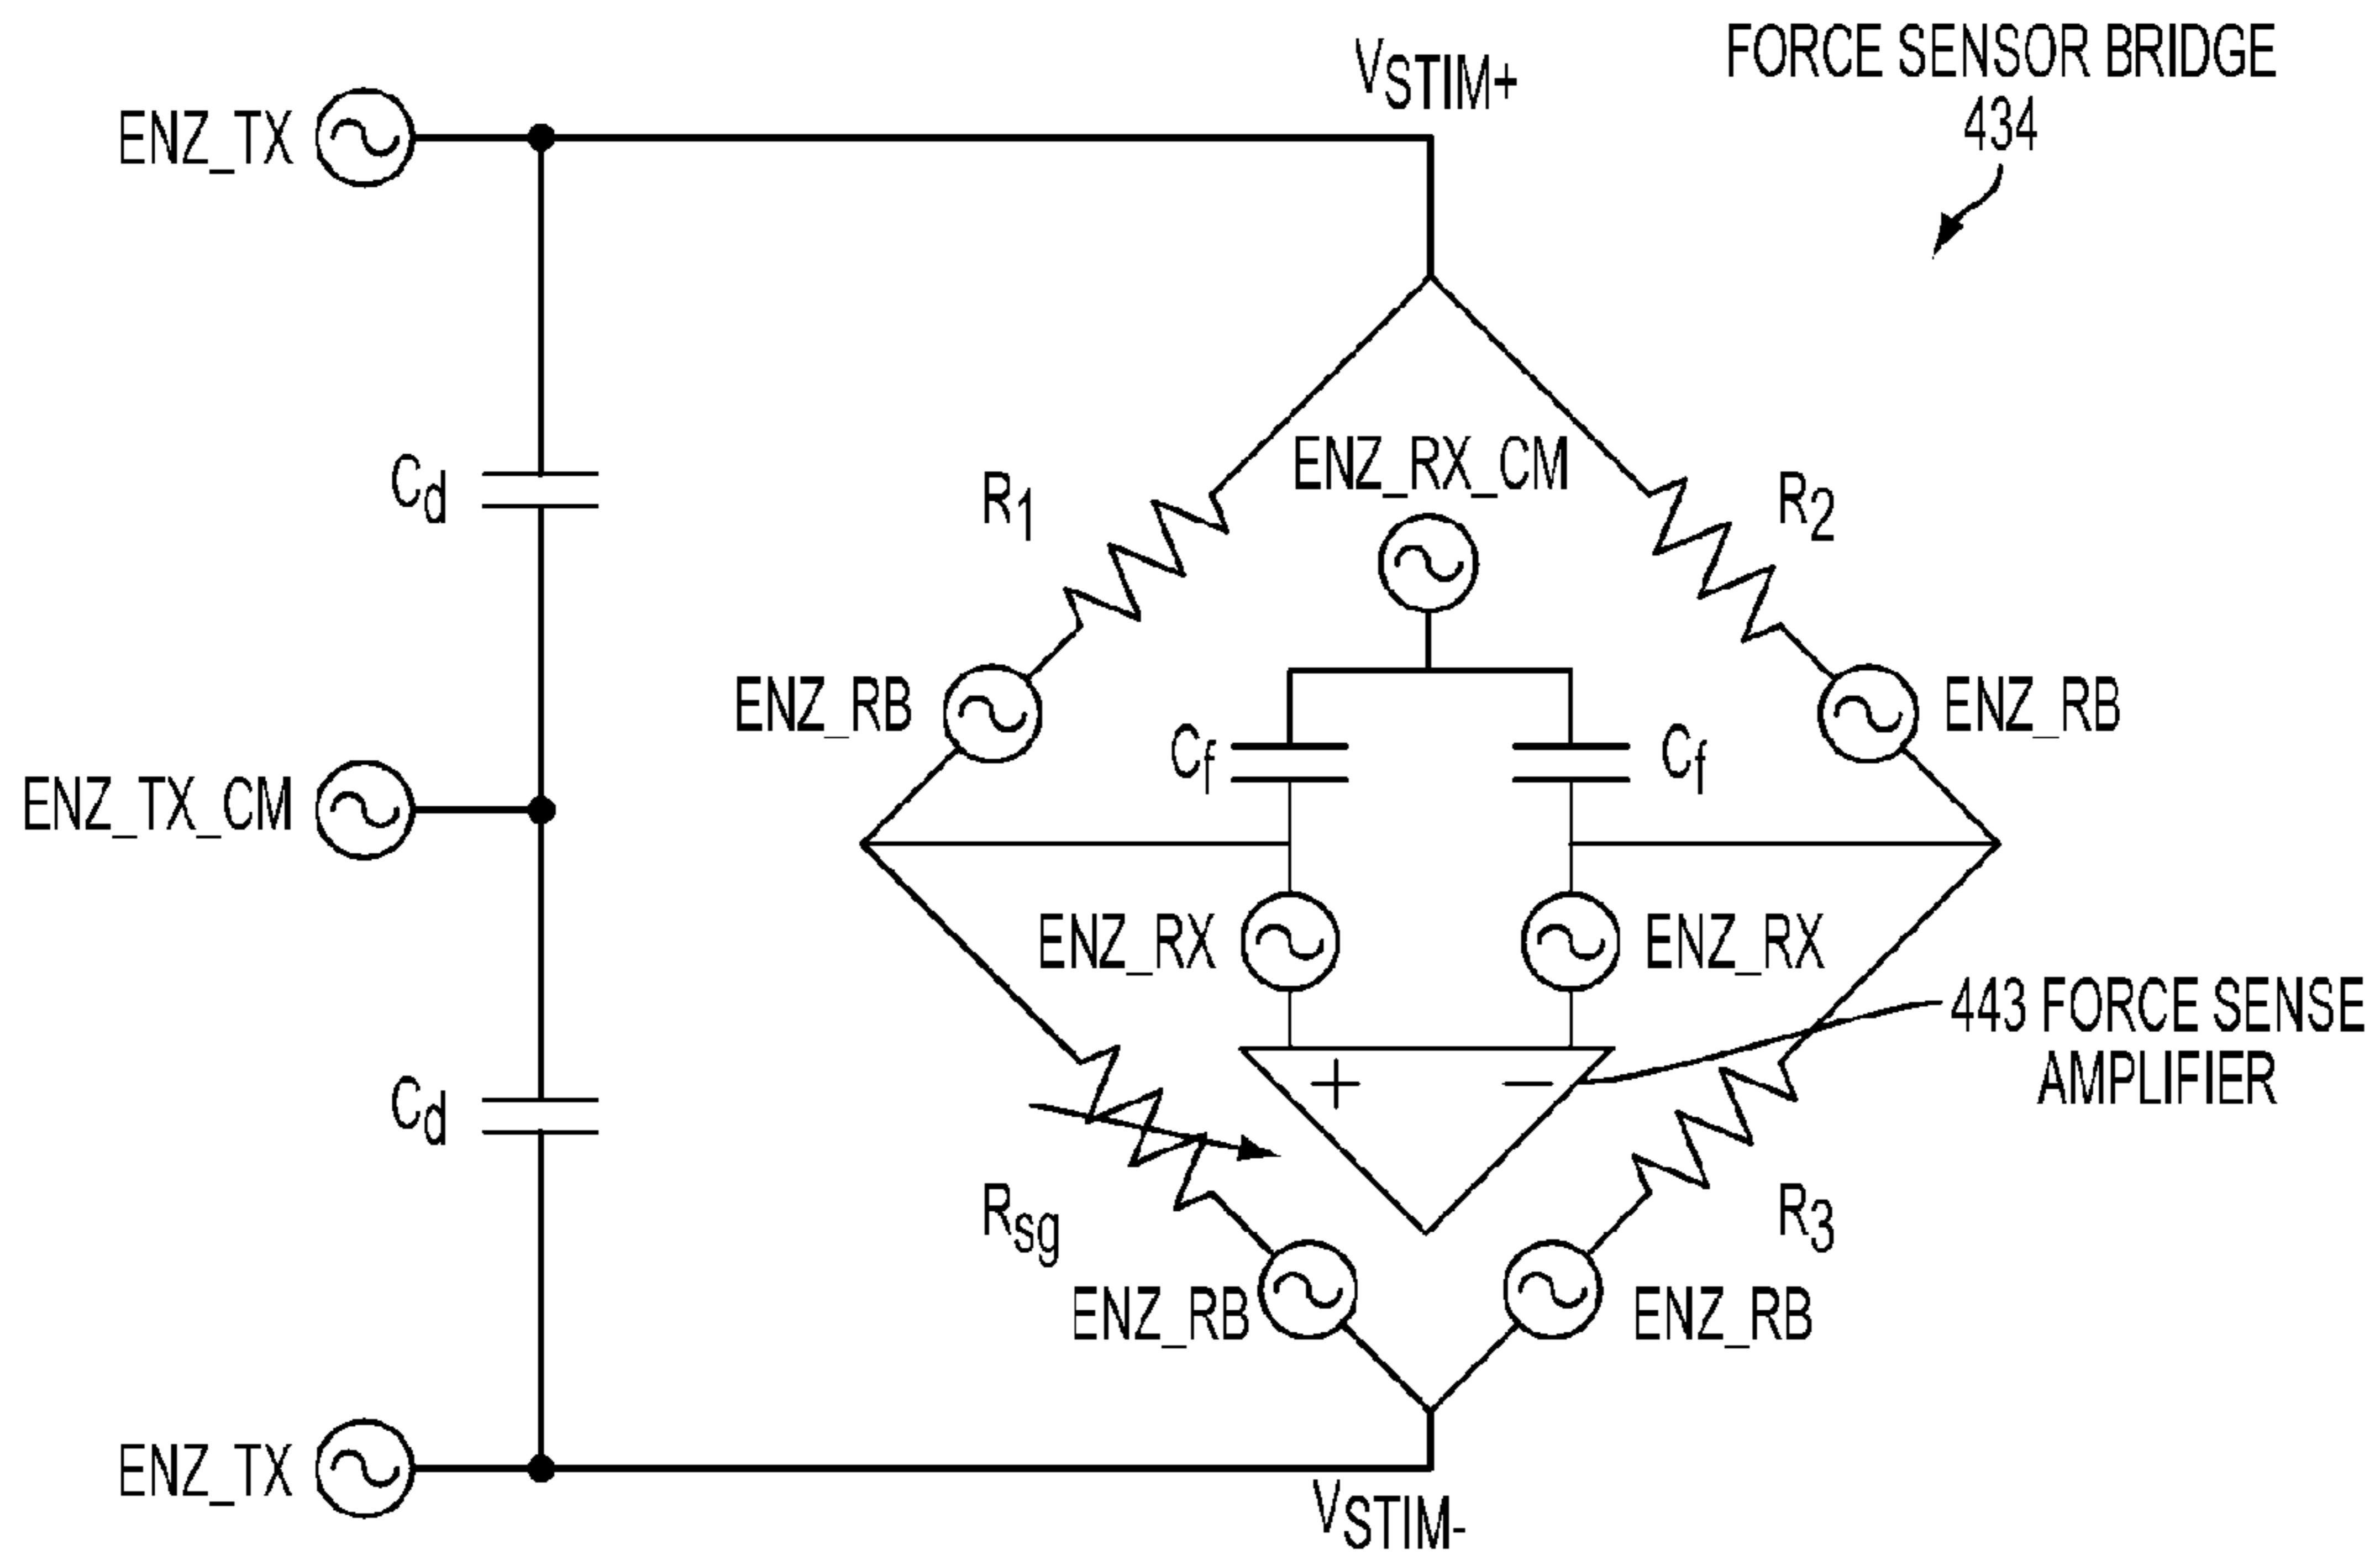 VSTIM+
FORCE SENSOR BRIDGE
434
ENZ_TX
ENZ_RX_CM
Cd
R1
R2
ENZ_RB
ENZ_RB
Cf
Cf
ENZ_TX_CM
ENZ_RX
ENZ_RX
443 FORCE SENSE
AMPLIFIER
+
−
Cd
Rsg
R3
ENZ_RB
ENZ_RB
ENZ_TX
VSTIM-